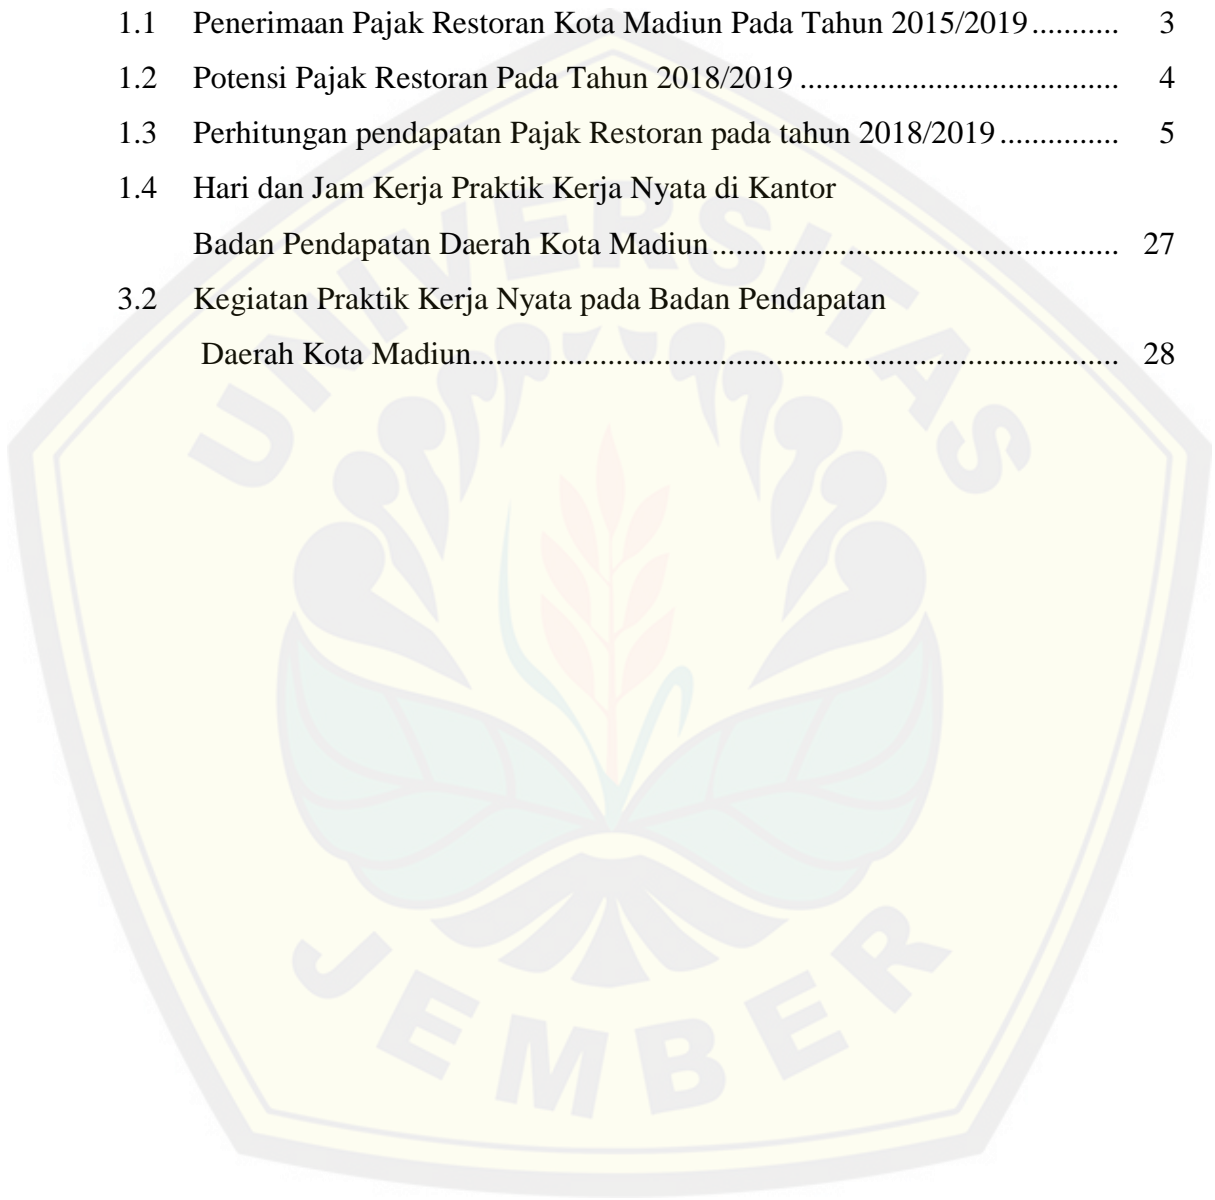 1.1 Penerimaan Pajak Restoran Kota Madiun Pada Tahun 2015/2019........... 3
1.2 Potensi Pajak Restoran Pada Tahun 2018/2019 ....................................... 4
1.3 Perhitungan pendapatan Pajak Restoran pada tahun 2018/2019.............. 5
1.4 Hari dan Jam Kerja Praktik Kerja Nyata di Kantor
Badan Pendapatan Daerah Kota Madiun.................................................. 27
3.2 Kegiatan Praktik Kerja Nyata pada Badan Pendapatan
Daerah Kota Madiun................................................................................ 28
UNIVERSITAS
JEMBER